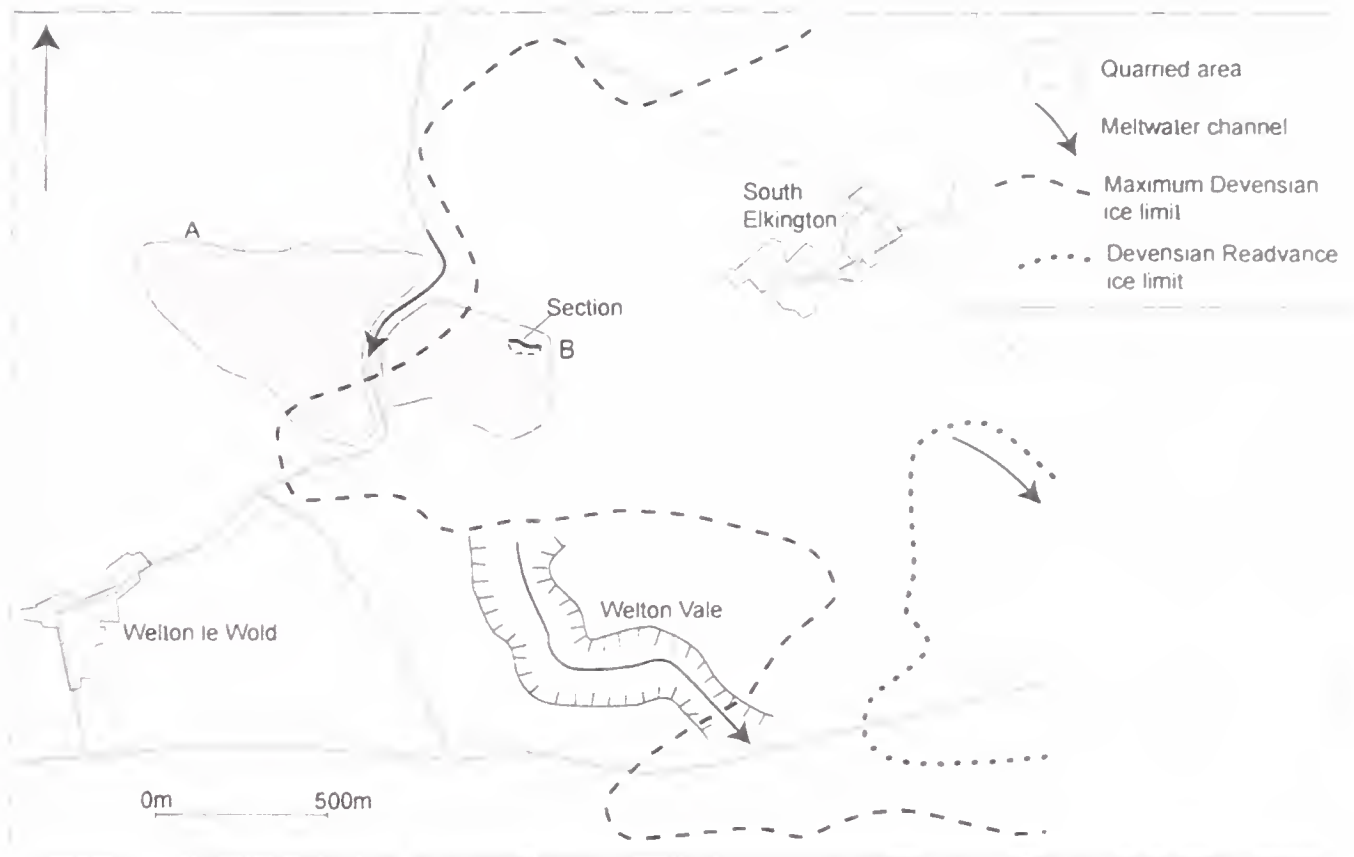 Quarried area
Meltwater channel
Maximum Devensian
ice limit
Devensian Readvance
ice limit
South
Elkington
A
Section
B
Welton Vale
Welton le Wold
0m
500m